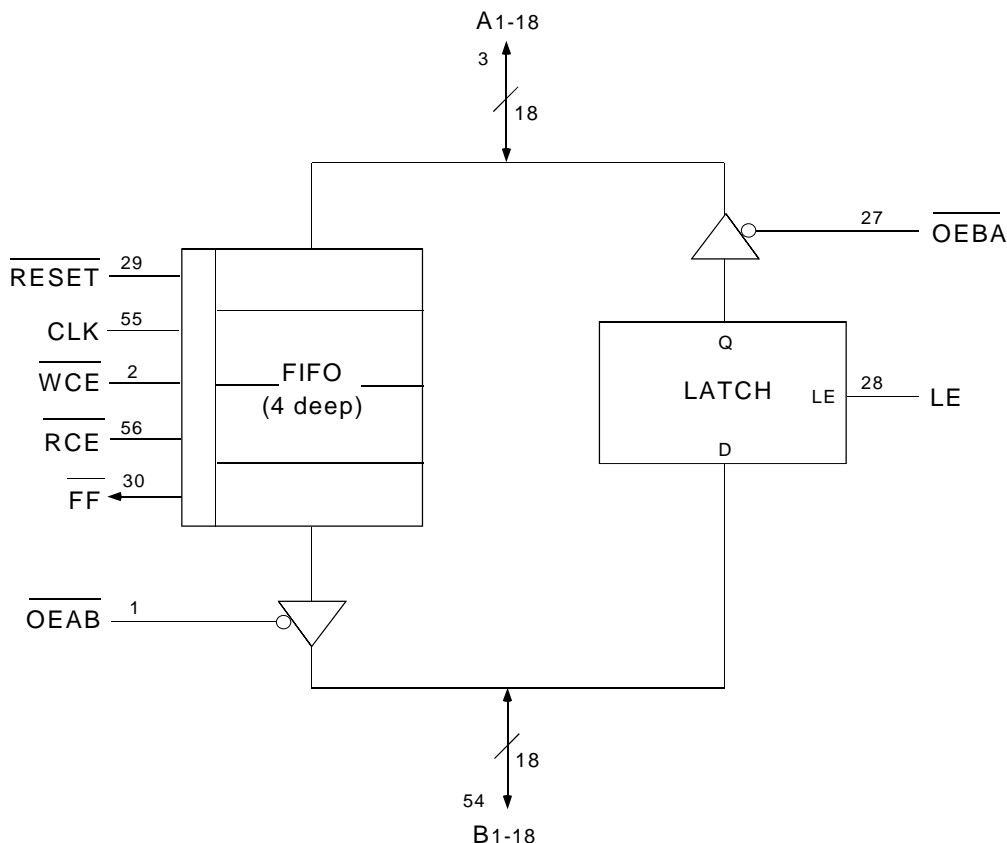 A1-18
3
18
27
OEBA
RESET
29
CLK
55
WCE
2
RCE
56
FF
30
FIFO
(4 deep)
Q
LATCH
LE
28
LE
D
OEAB
1
18
54
B1-18